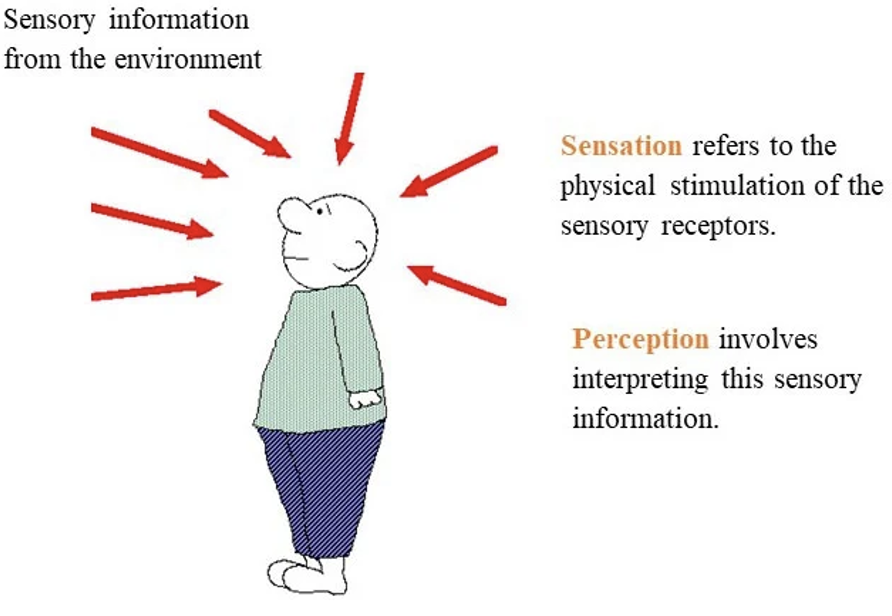 Sensory information
from the environment
Sensation refers to the
physical stimulation of the
sensory receptors.
Perception involves
interpreting this sensory
information.